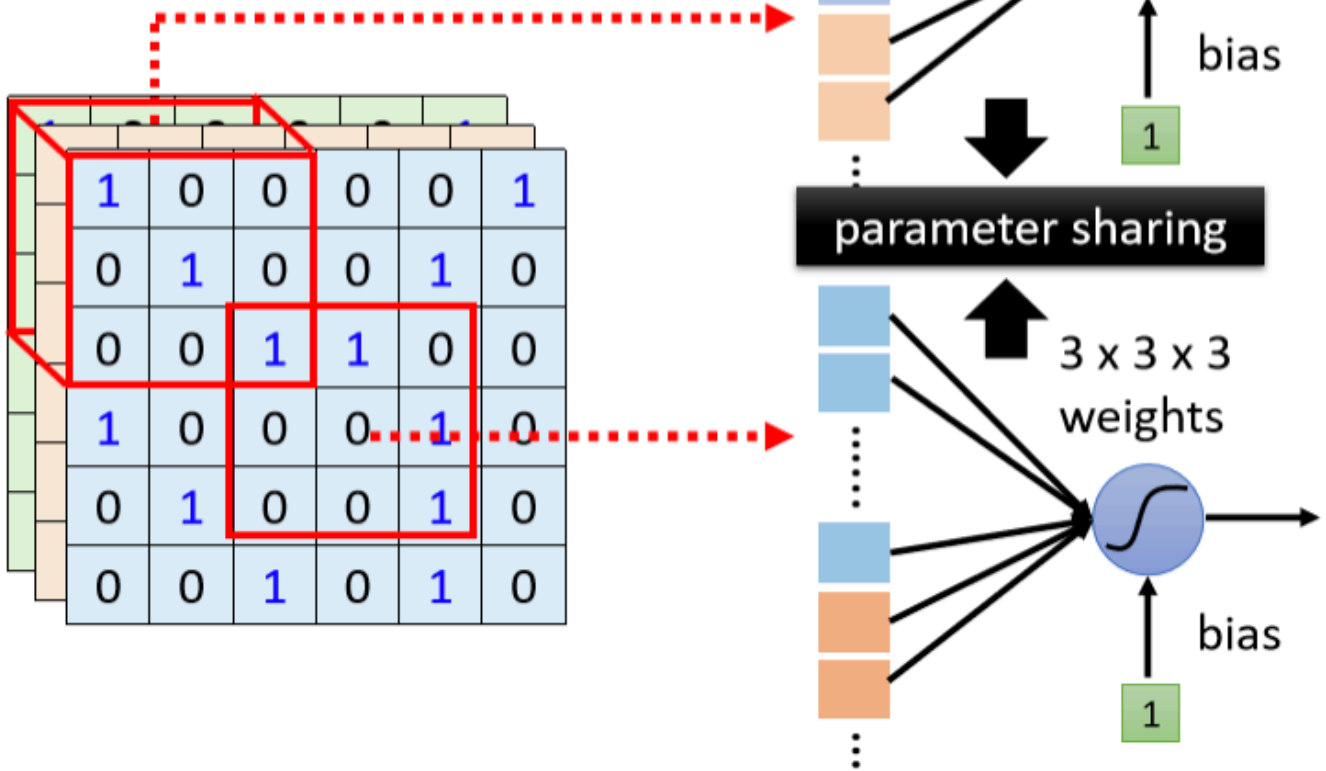 bias
1
1 0 0 0 0 1
0 1 0 0 1 0
0 0 1 1 0 0
1 0 0 0 1 0
0 1 0 0 1 0
0 0 1 0 1 0
parameter sharing
3 x 3 x 3
weights
bias
1